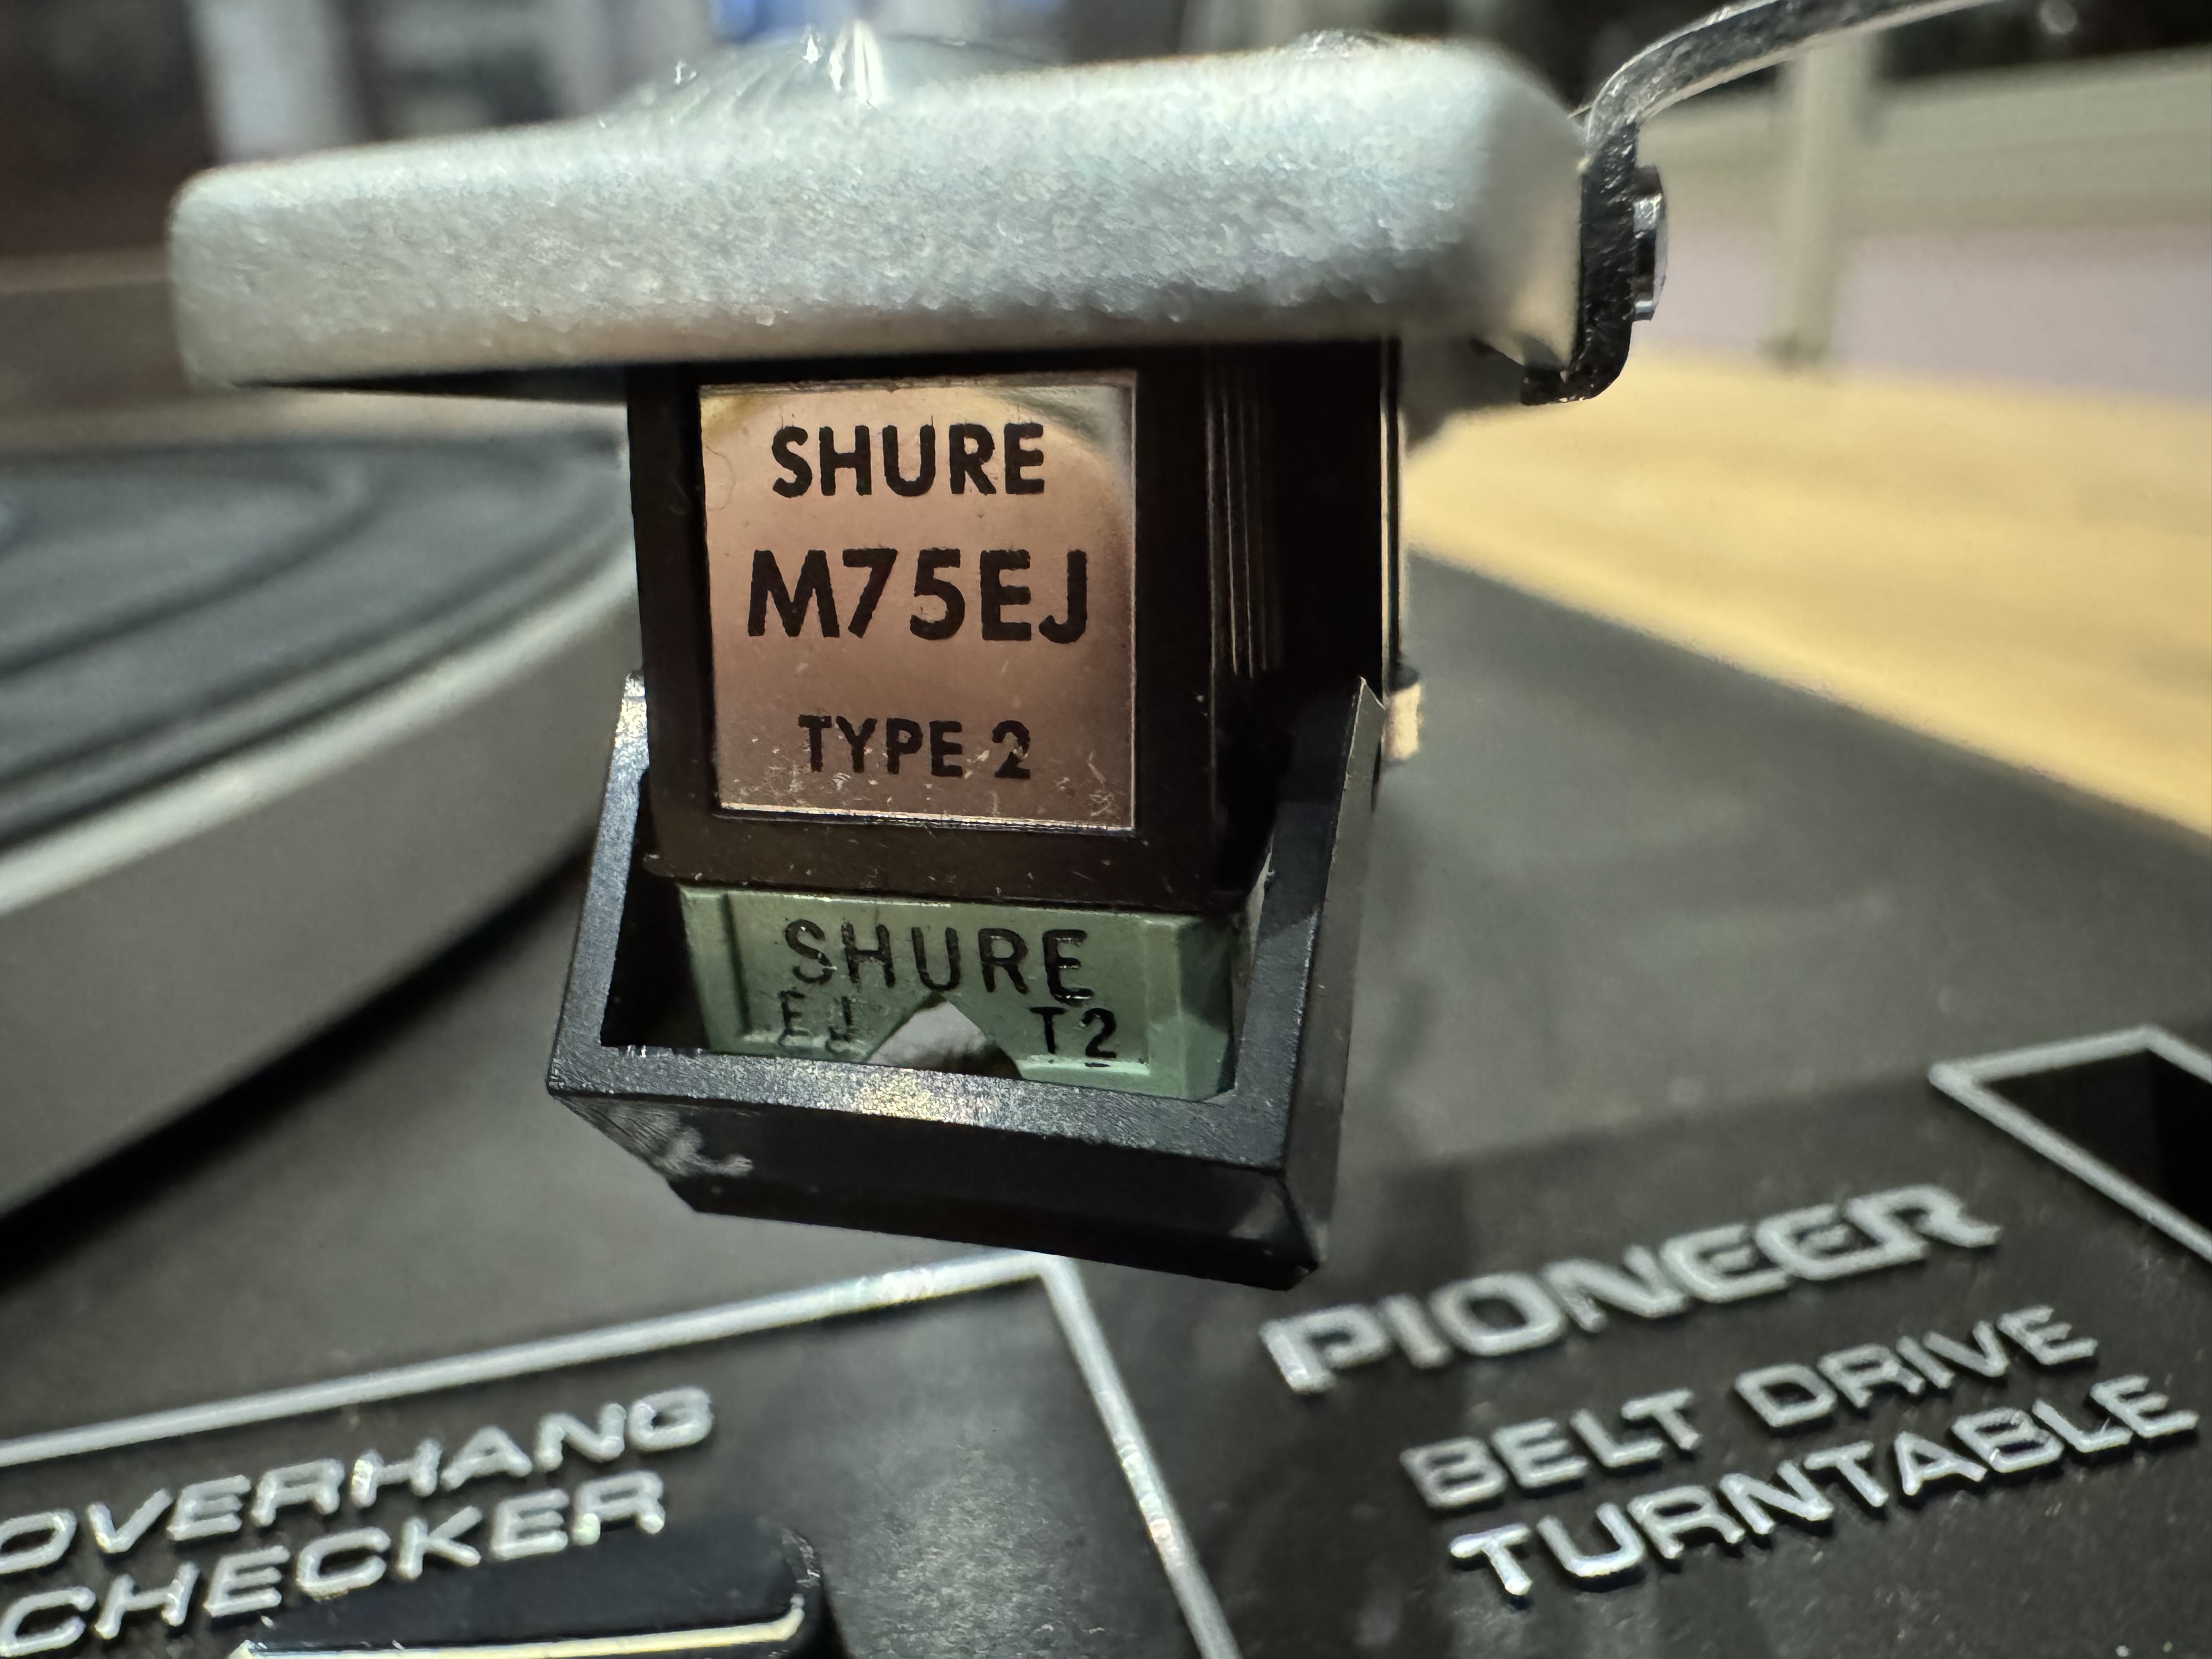 SHURE
M75EJ
TYPE 2
SHURE
EJ T2
PIONEER
BELT DRIVE
TURNTABLE
OVERHANG
CHECKER